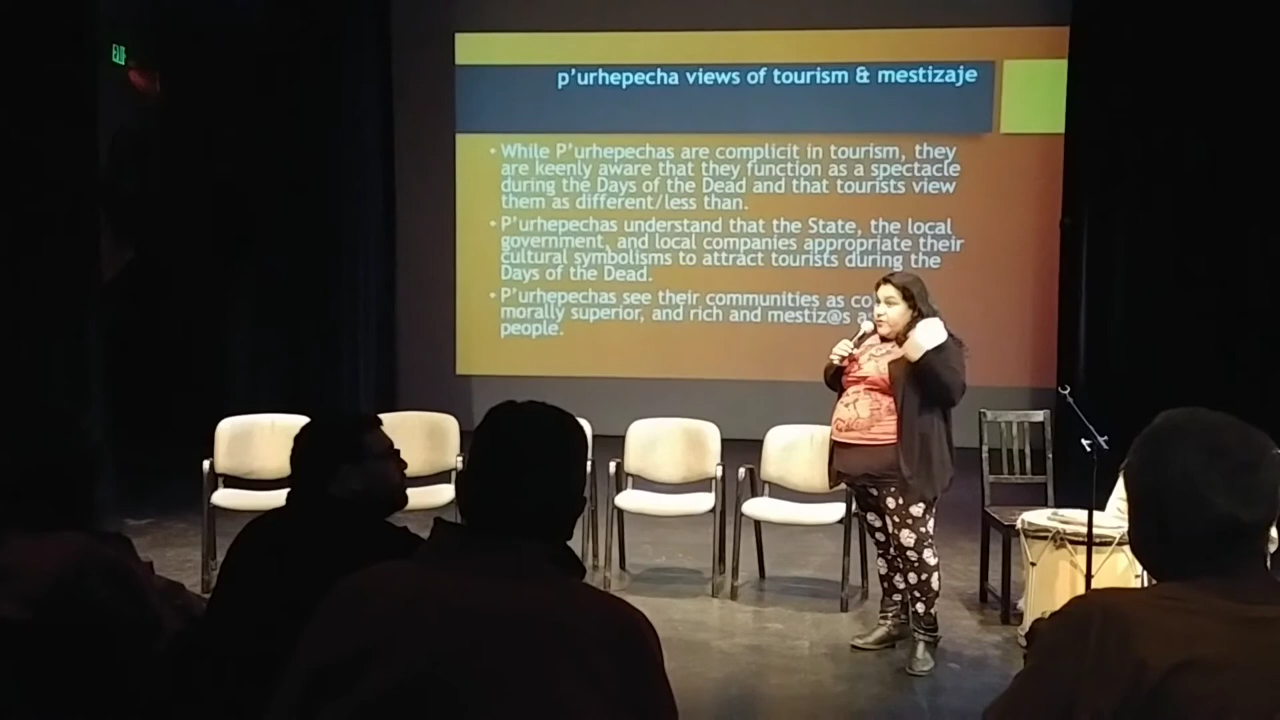 EXIT
p'urhepecha views of tourism & mestizaje
• While P'urhepechas are complicit in tourism, they
are keenly aware that they function as a spectacle
during the Days of the Dead and that tourists view
them as different/less than.
• P'urhepechas understand that the State, the local
government, and local companies appropriate their
cultural symbolisms to attract tourists during the
Days of the Dead.
• P'urhepechas see their communities as
morally superior, and rich and mestiz@s
people.